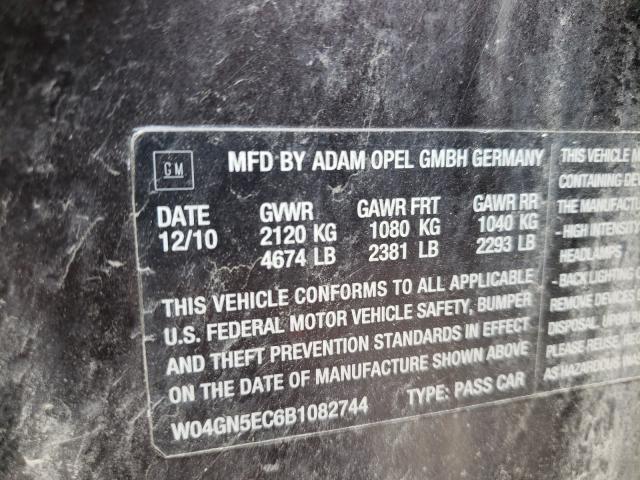 GM
MFD BY ADAM OPEL GMBH GERMANY
DATE GVWR GAWR FRT GAWR RR
12/10 2120 KG 1080 KG 1040 KG
4674 LB 2381 LB 2293 LB
THIS VEHICLE CONFORMS TO ALL APPLICABLE
U.S. FEDERAL MOTOR VEHICLE SAFETY, BUMPER
AND THEFT PREVENTION STANDARDS IN EFFECT
ON THE DATE OF MANUFACTURE SHOWN ABOVE
W04GN5EC6B1082744 TYPE: PASS CAR
THIS VEHICLE
CONTAINING
THE
- HIGH
HEADLAMPS
- BACK LIGHTING
REMOVE
DISPOSAL.
PLEASE REUSE
AS HAZARDOUS